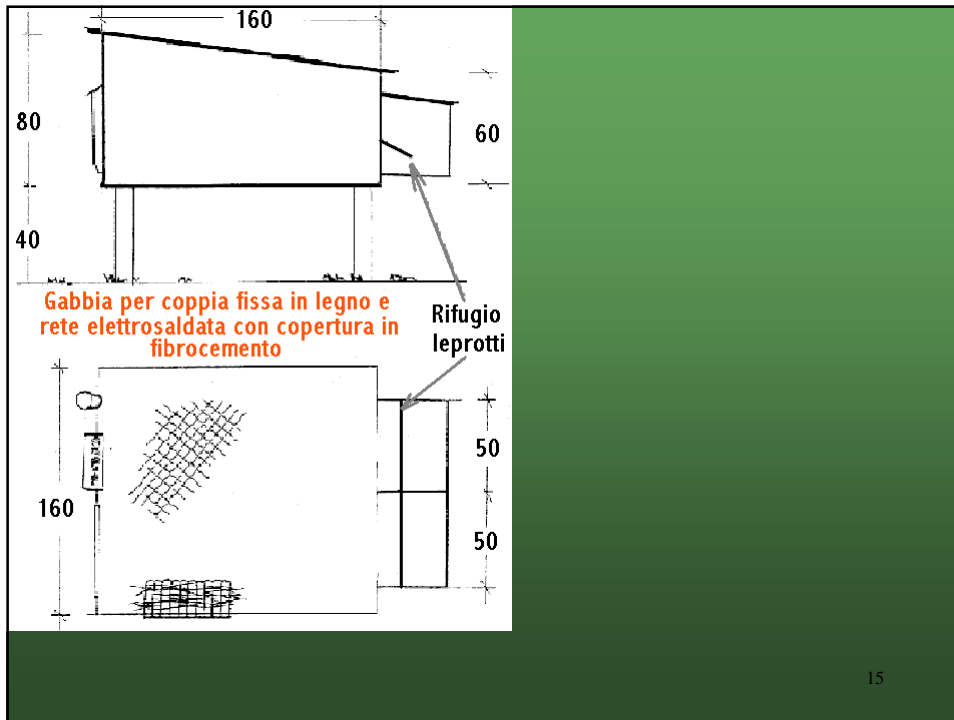 160
80
60
40
Gabbia per coppia fissa in legno e
rete elettrosaldata con copertura in
fibrocemento
Rifugio
leprotti
50
160
50
15